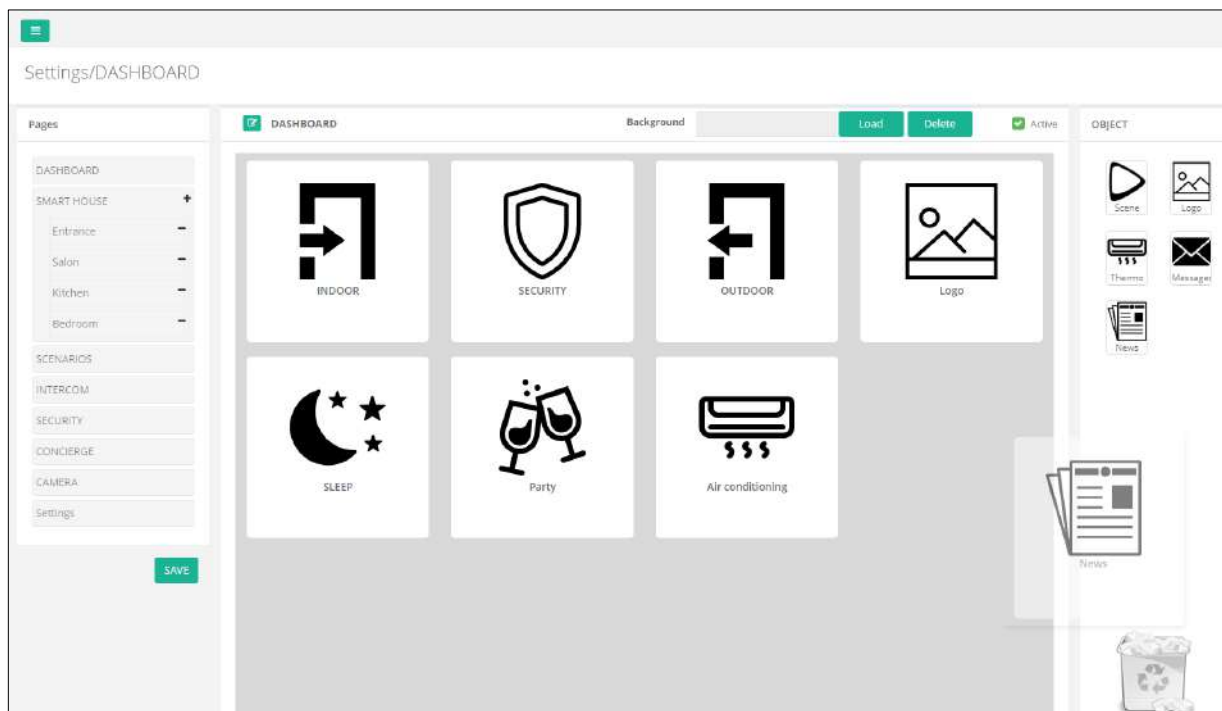 Settings/DASHBOARD
Pages
DASHBOARD
SMART HOUSE
Entrance
Salon
Kitchen
Bedroom
SCENARIOS
INTERCOM
SECURITY
CONCIERGE
CAMERA
Settings
SAVE
DASHBOARD
Background
Load
Delete
Active
INDOOR
SECURITY
OUTDOOR
Logo
SLEEP
Party
Air conditioning
OBJECT
Scene
Logo
Thermo
Messager
News
News